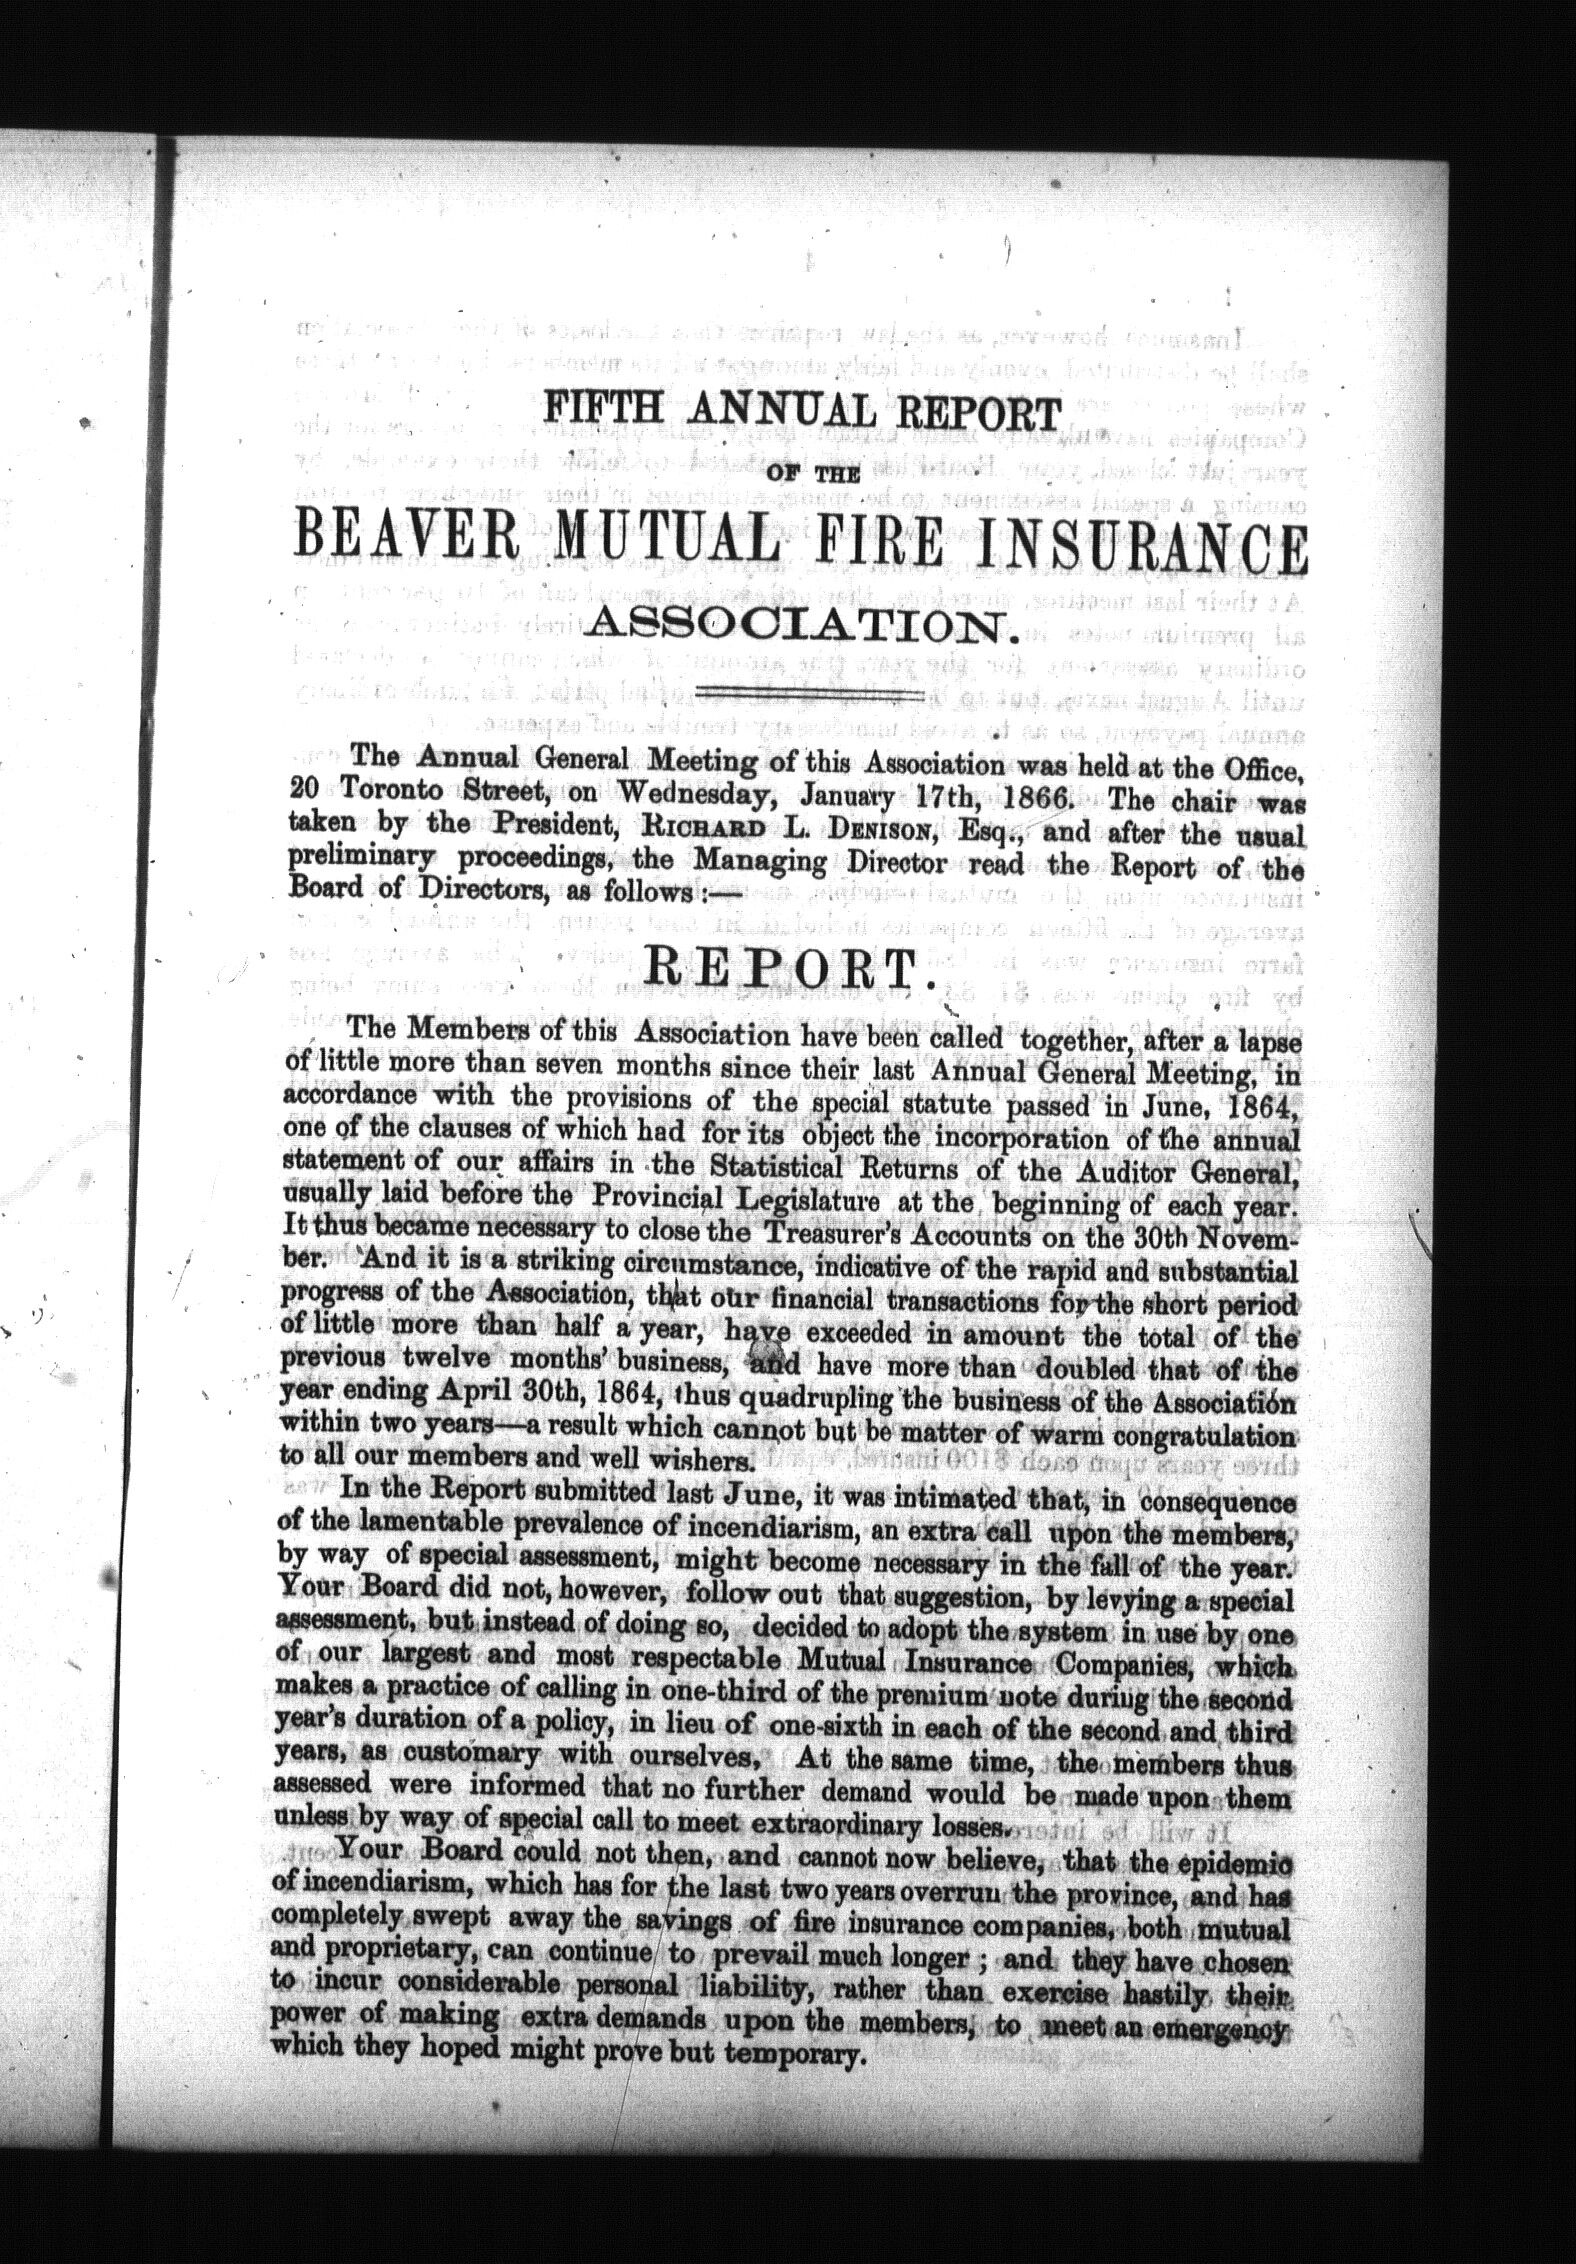 FIFTH ANNUAL REPORT
OF THE
BEAVER MUTUAL FIRE INSURANCE
ASSOCIATION.
The Annual General Meeting of this Association was held at the Office,
20 Toronto Street, on Wednesday, January 17th, 1866. The chair was
taken by the President, RICHARD L. DENISON, Esq., and after the usual
preliminary proceedings, the Managing Director read the Report of the
Board of Directors, as follows:—
REPORT.
The Members of this Association have been called together, after a lapse
of little more than seven months since their last Annual General Meeting, in
accordance with the provisions of the special statute passed in June, 1864,
one of the clauses of which had for its object the incorporation of the annual
statement of our affairs in the Statistical Returns of the Auditor General,
usually laid before the Provincial Legislature at the beginning of each year.
It thus became necessary to close the Treasurer's Accounts on the 30th Novem-
ber. And it is a striking circumstance, indicative of the rapid and substantial
progress of the Association, that our financial transactions for the short period
of little more than half a year, have exceeded in amount the total of the
previous twelve months' business, and have more than doubled that of the
year ending April 30th, 1864, thus quadrupling the business of the Association
within two years—a result which cannot but be matter of warm congratulation
to all our members and well wishers.
In the Report submitted last June, it was intimated that, in consequence
of the lamentable prevalence of incendiarism, an extra call upon the members,
by way of special assessment, might become necessary in the fall of the year.
Your Board did not, however, follow out that suggestion, by levying a special
assessment, but instead of doing so, decided to adopt the system in use by one
of our largest and most respectable Mutual Insurance Companies, which
makes a practice of calling in one-third of the premium note during the second
year's duration of a policy, in lieu of one-sixth in each of the second and third
years, as customary with ourselves. At the same time, the members thus
assessed were informed that no further demand would be made upon them
unless by way of special call to meet extraordinary losses.
Your Board could not then, and cannot now believe, that the epidemic
of incendiarism, which has for the last two years overrun the province, and has
completely swept away the savings of fire insurance companies, both mutual
and proprietary, can continue to prevail much longer; and they have chosen
to incur considerable personal liability, rather than exercise hastily their
power of making extra demands upon the members, to meet an emergency
which they hoped might prove but temporary.